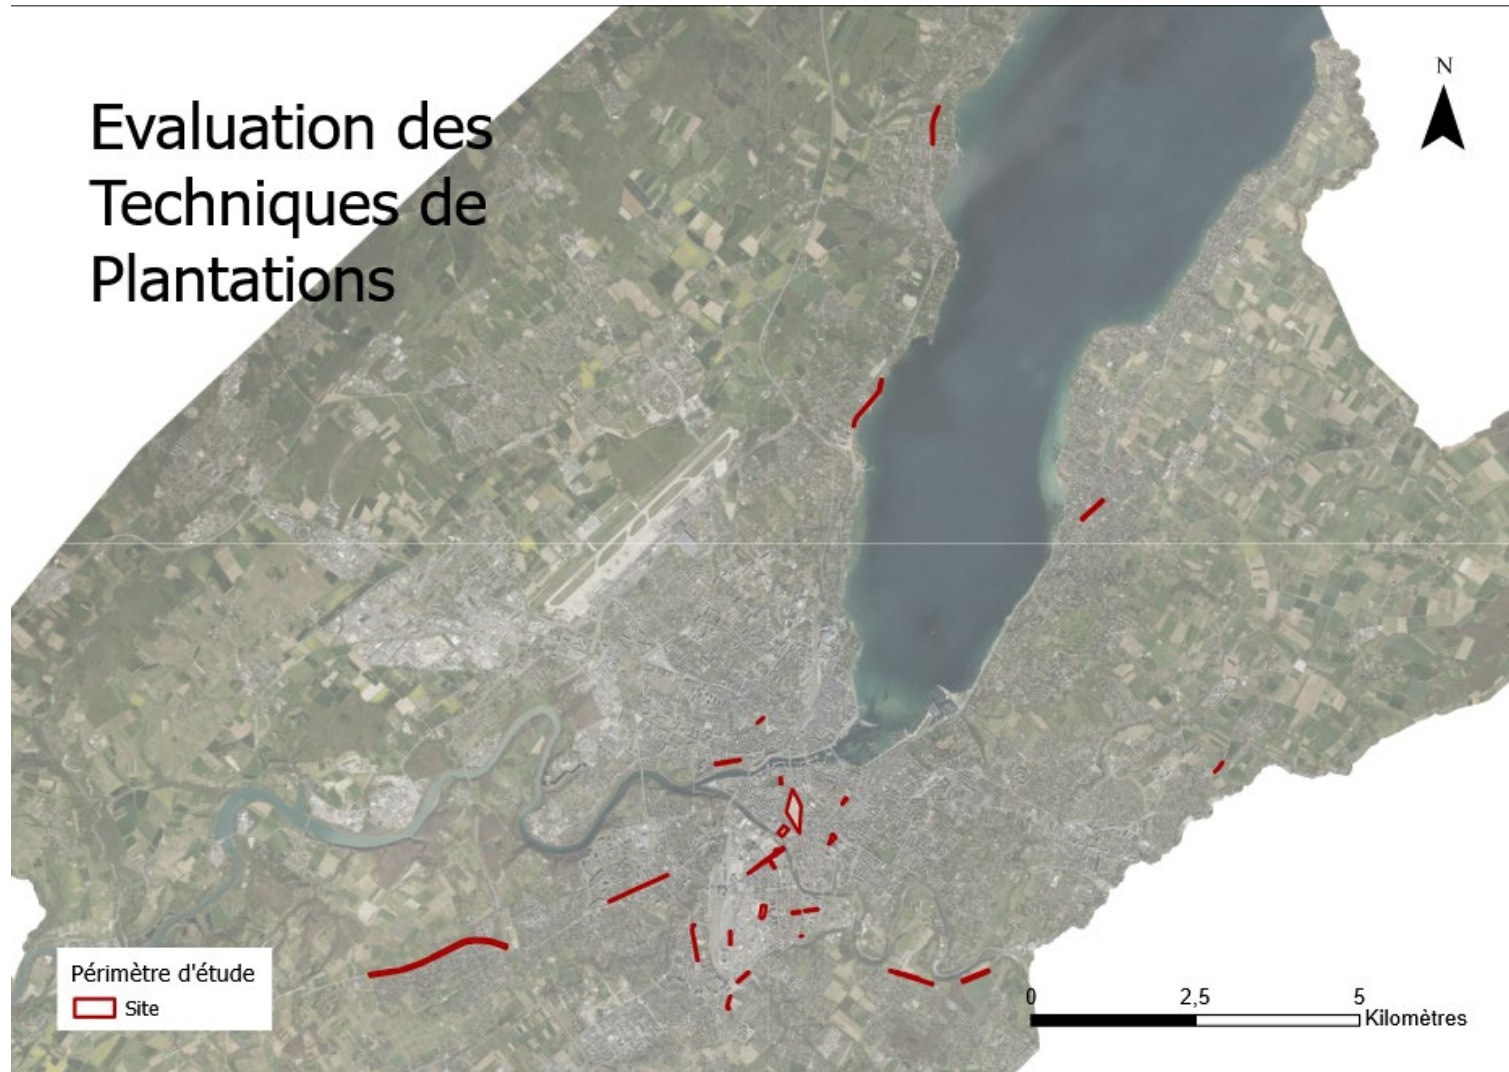 Evaluation des
Techniques de
Plantations
N
Périmètre d'étude
Site
0 2,5 5
Kilomètres